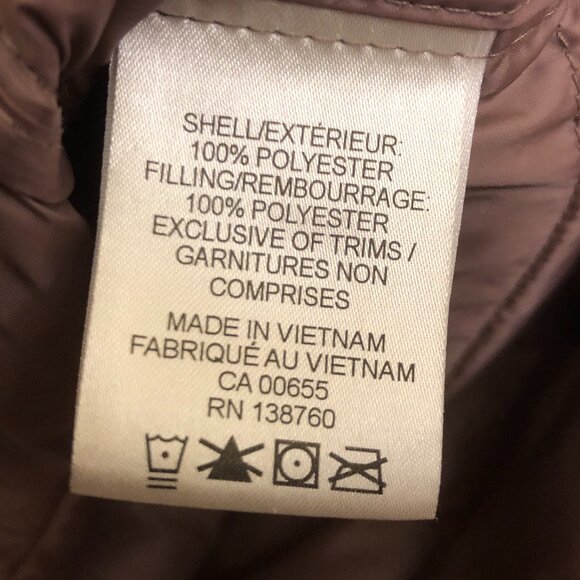 SHELL/EXTÉRIEUR:
100% POLYESTER
FILLING/REMBOURRAGE:
100% POLYESTER
EXCLUSIVE OF TRIMS /
GARNITURES NON
COMPRISES
MADE IN VIETNAM
FABRIQUÉ AU VIETNAM
CA 00655
RN 138760